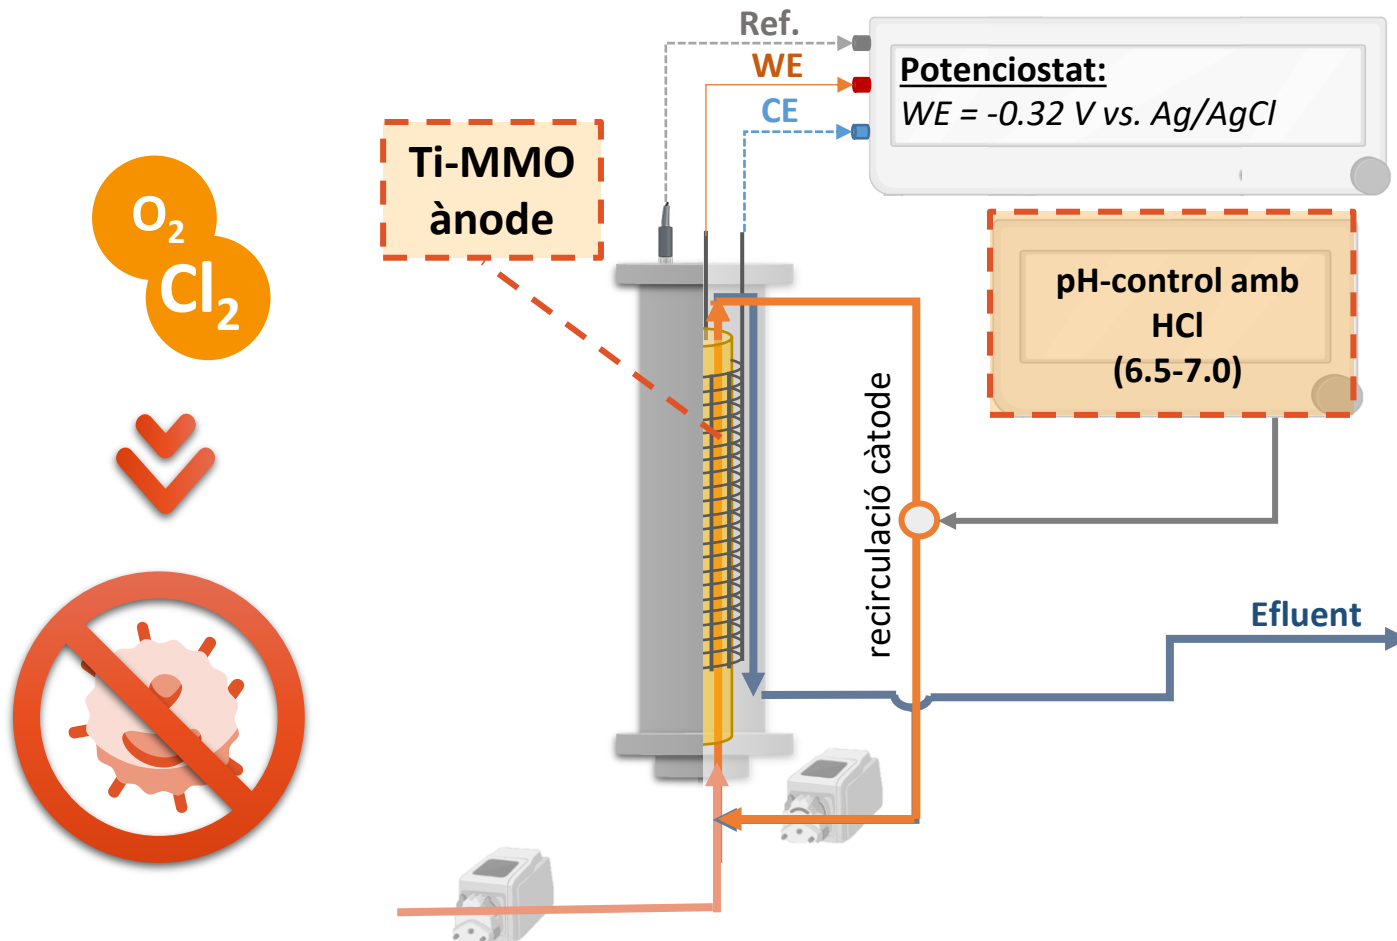 Ref.
WE
CE
Potenciostat:
WE = -0.32 V vs. Ag/AgCl
Ti-MMO
ànode
O₂
Cl₂
pH-control amb
HCl
(6.5-7.0)
recirculació càtode
Efluent